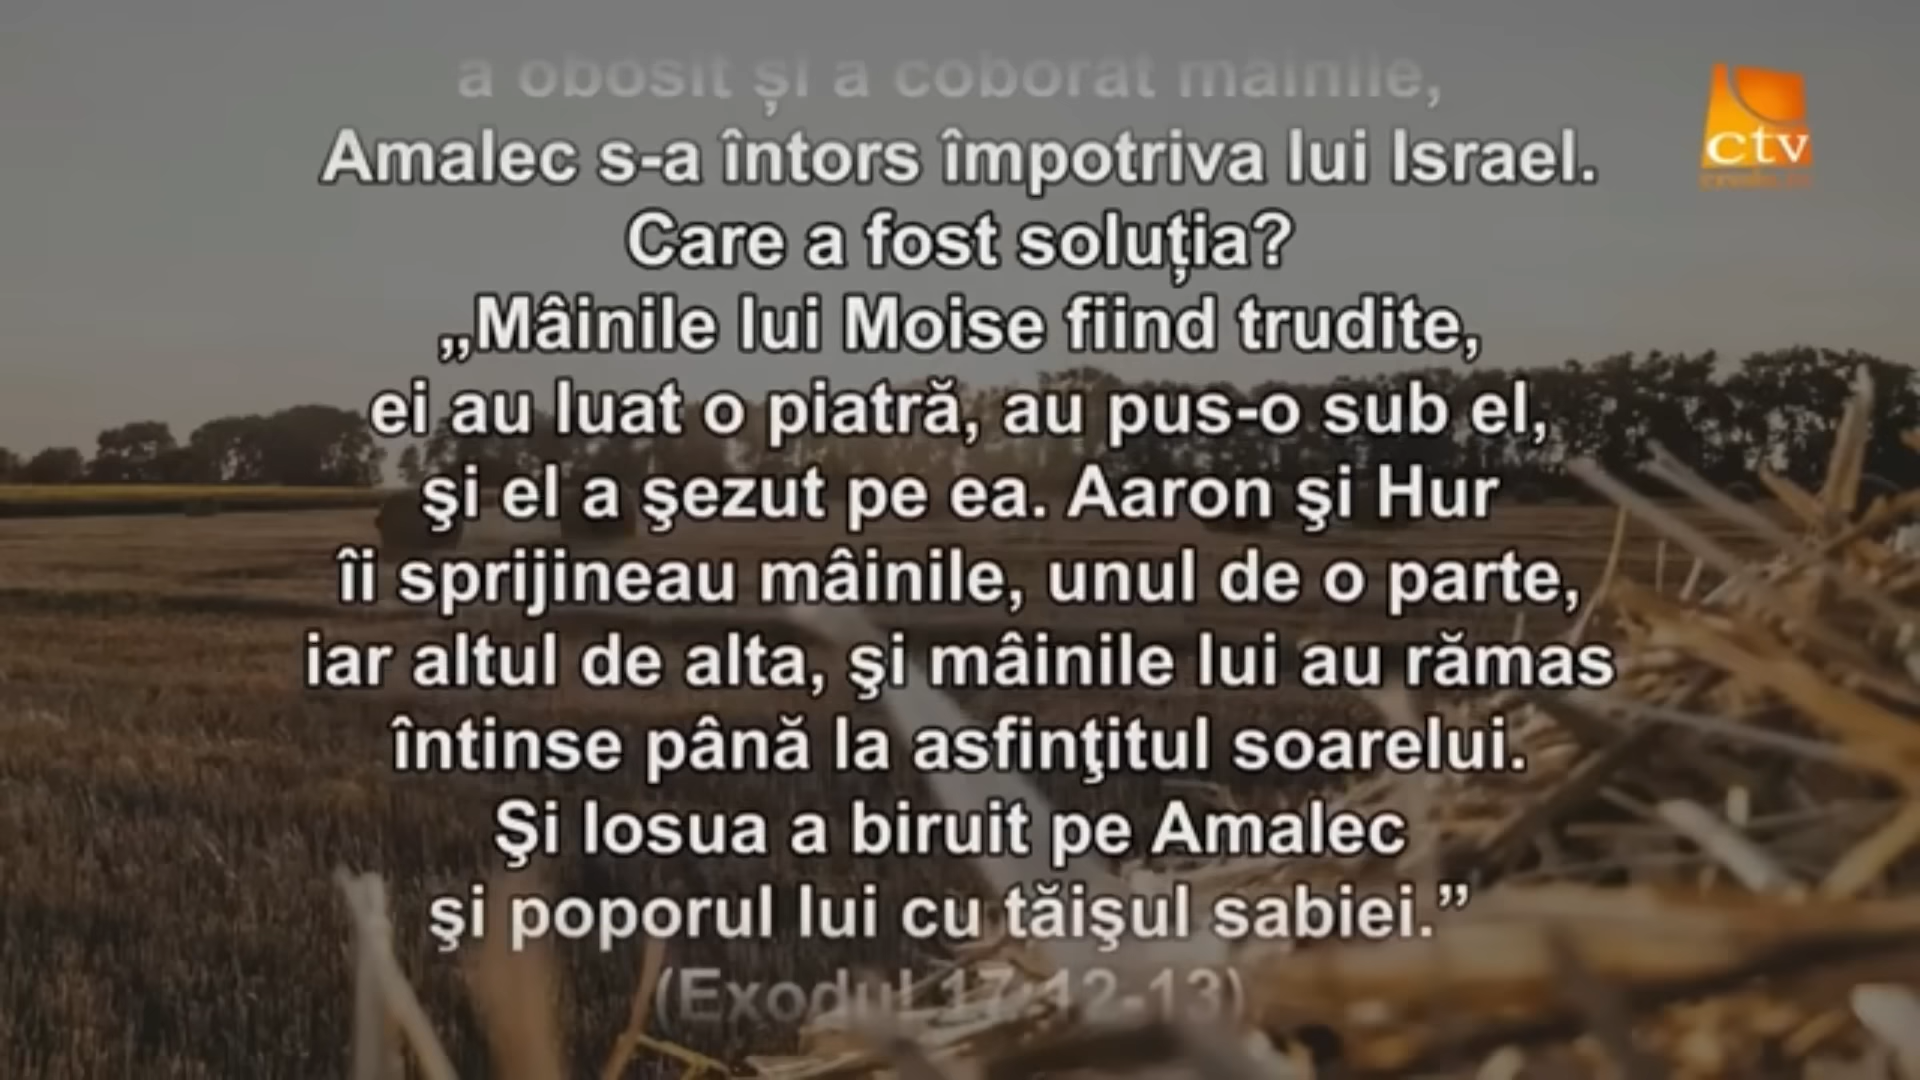 a obosit și a coborât mâinile,
Amalec s-a întors împotriva lui Israel.
Care a fost soluția?
„Mâinile lui Moise fiind trudite,
ei au luat o piatră, au pus-o sub el,
şi el a şezut pe ea. Aaron şi Hur
îi sprijineau mâinile, unul de o parte,
iar altul de alta, şi mâinile lui au rămas
întinse până la asfinţitul soarelui.
Şi Iosua a biruit pe Amalec
şi poporul lui cu tăişul sabiei.”
(Exodul 17:12-13)
ctv